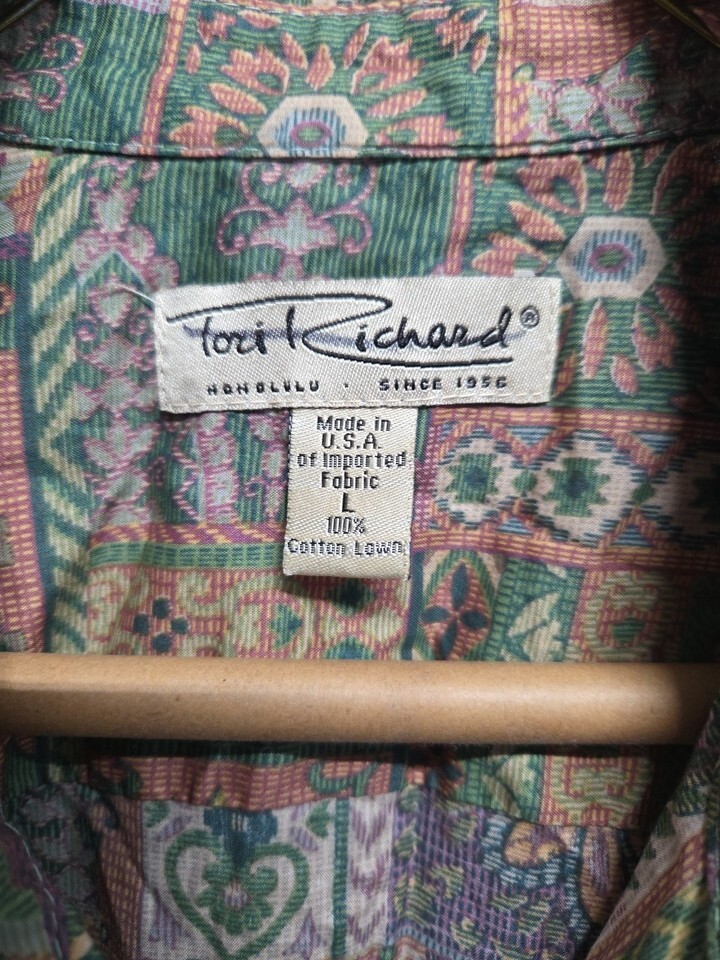 Tori Richard®
HONOLULU · SINCE 1956
Made in
U.S.A.
of Imported
Fabric
L
100%
Cotton Lawn